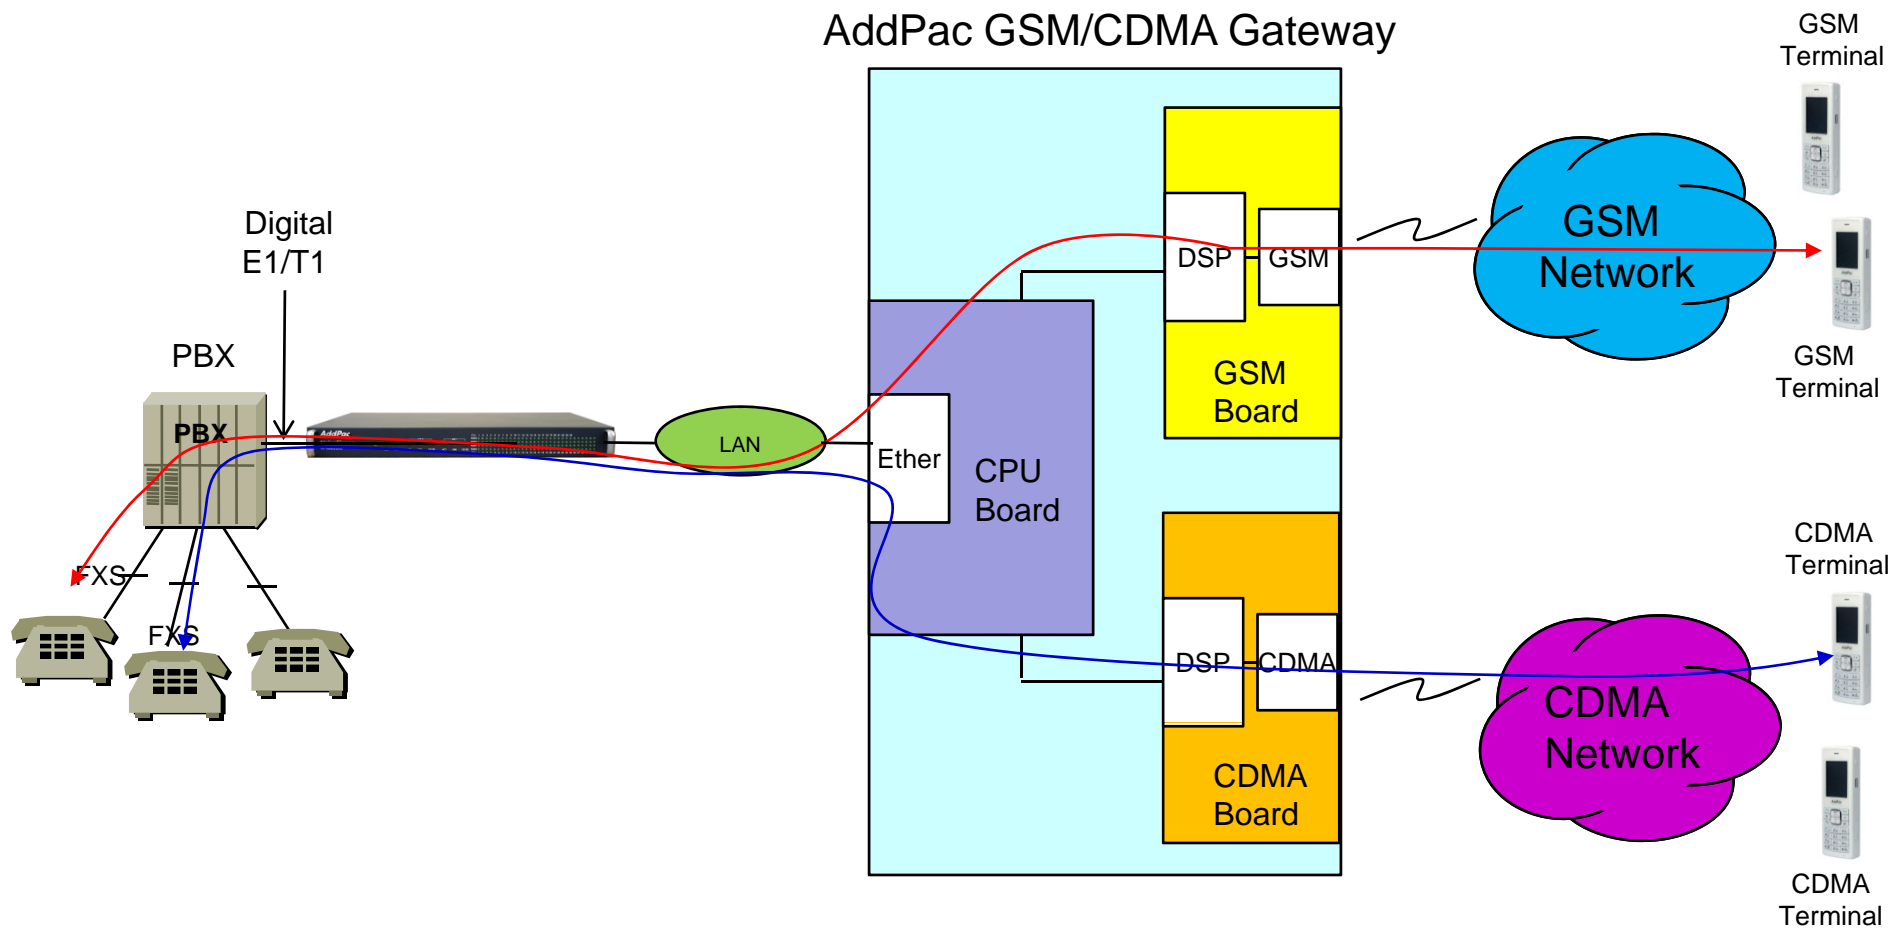 AddPac GSM/CDMA Gateway
GSM
Terminal
GSM
Terminal
Digital
E1/T1
PBX
PBX
AddPac
LAN
Ether
CPU
Board
DSP
GSM
GSM
Board
GSM
Network
FXS
FXS
DSP
CDMA
CDMA
Board
CDMA
Network
CDMA
Terminal
CDMA
Terminal